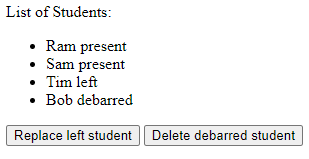 List of Students:
Ram present
Sam present
Tim left
Bob debarred
Replace left student Delete debarred student